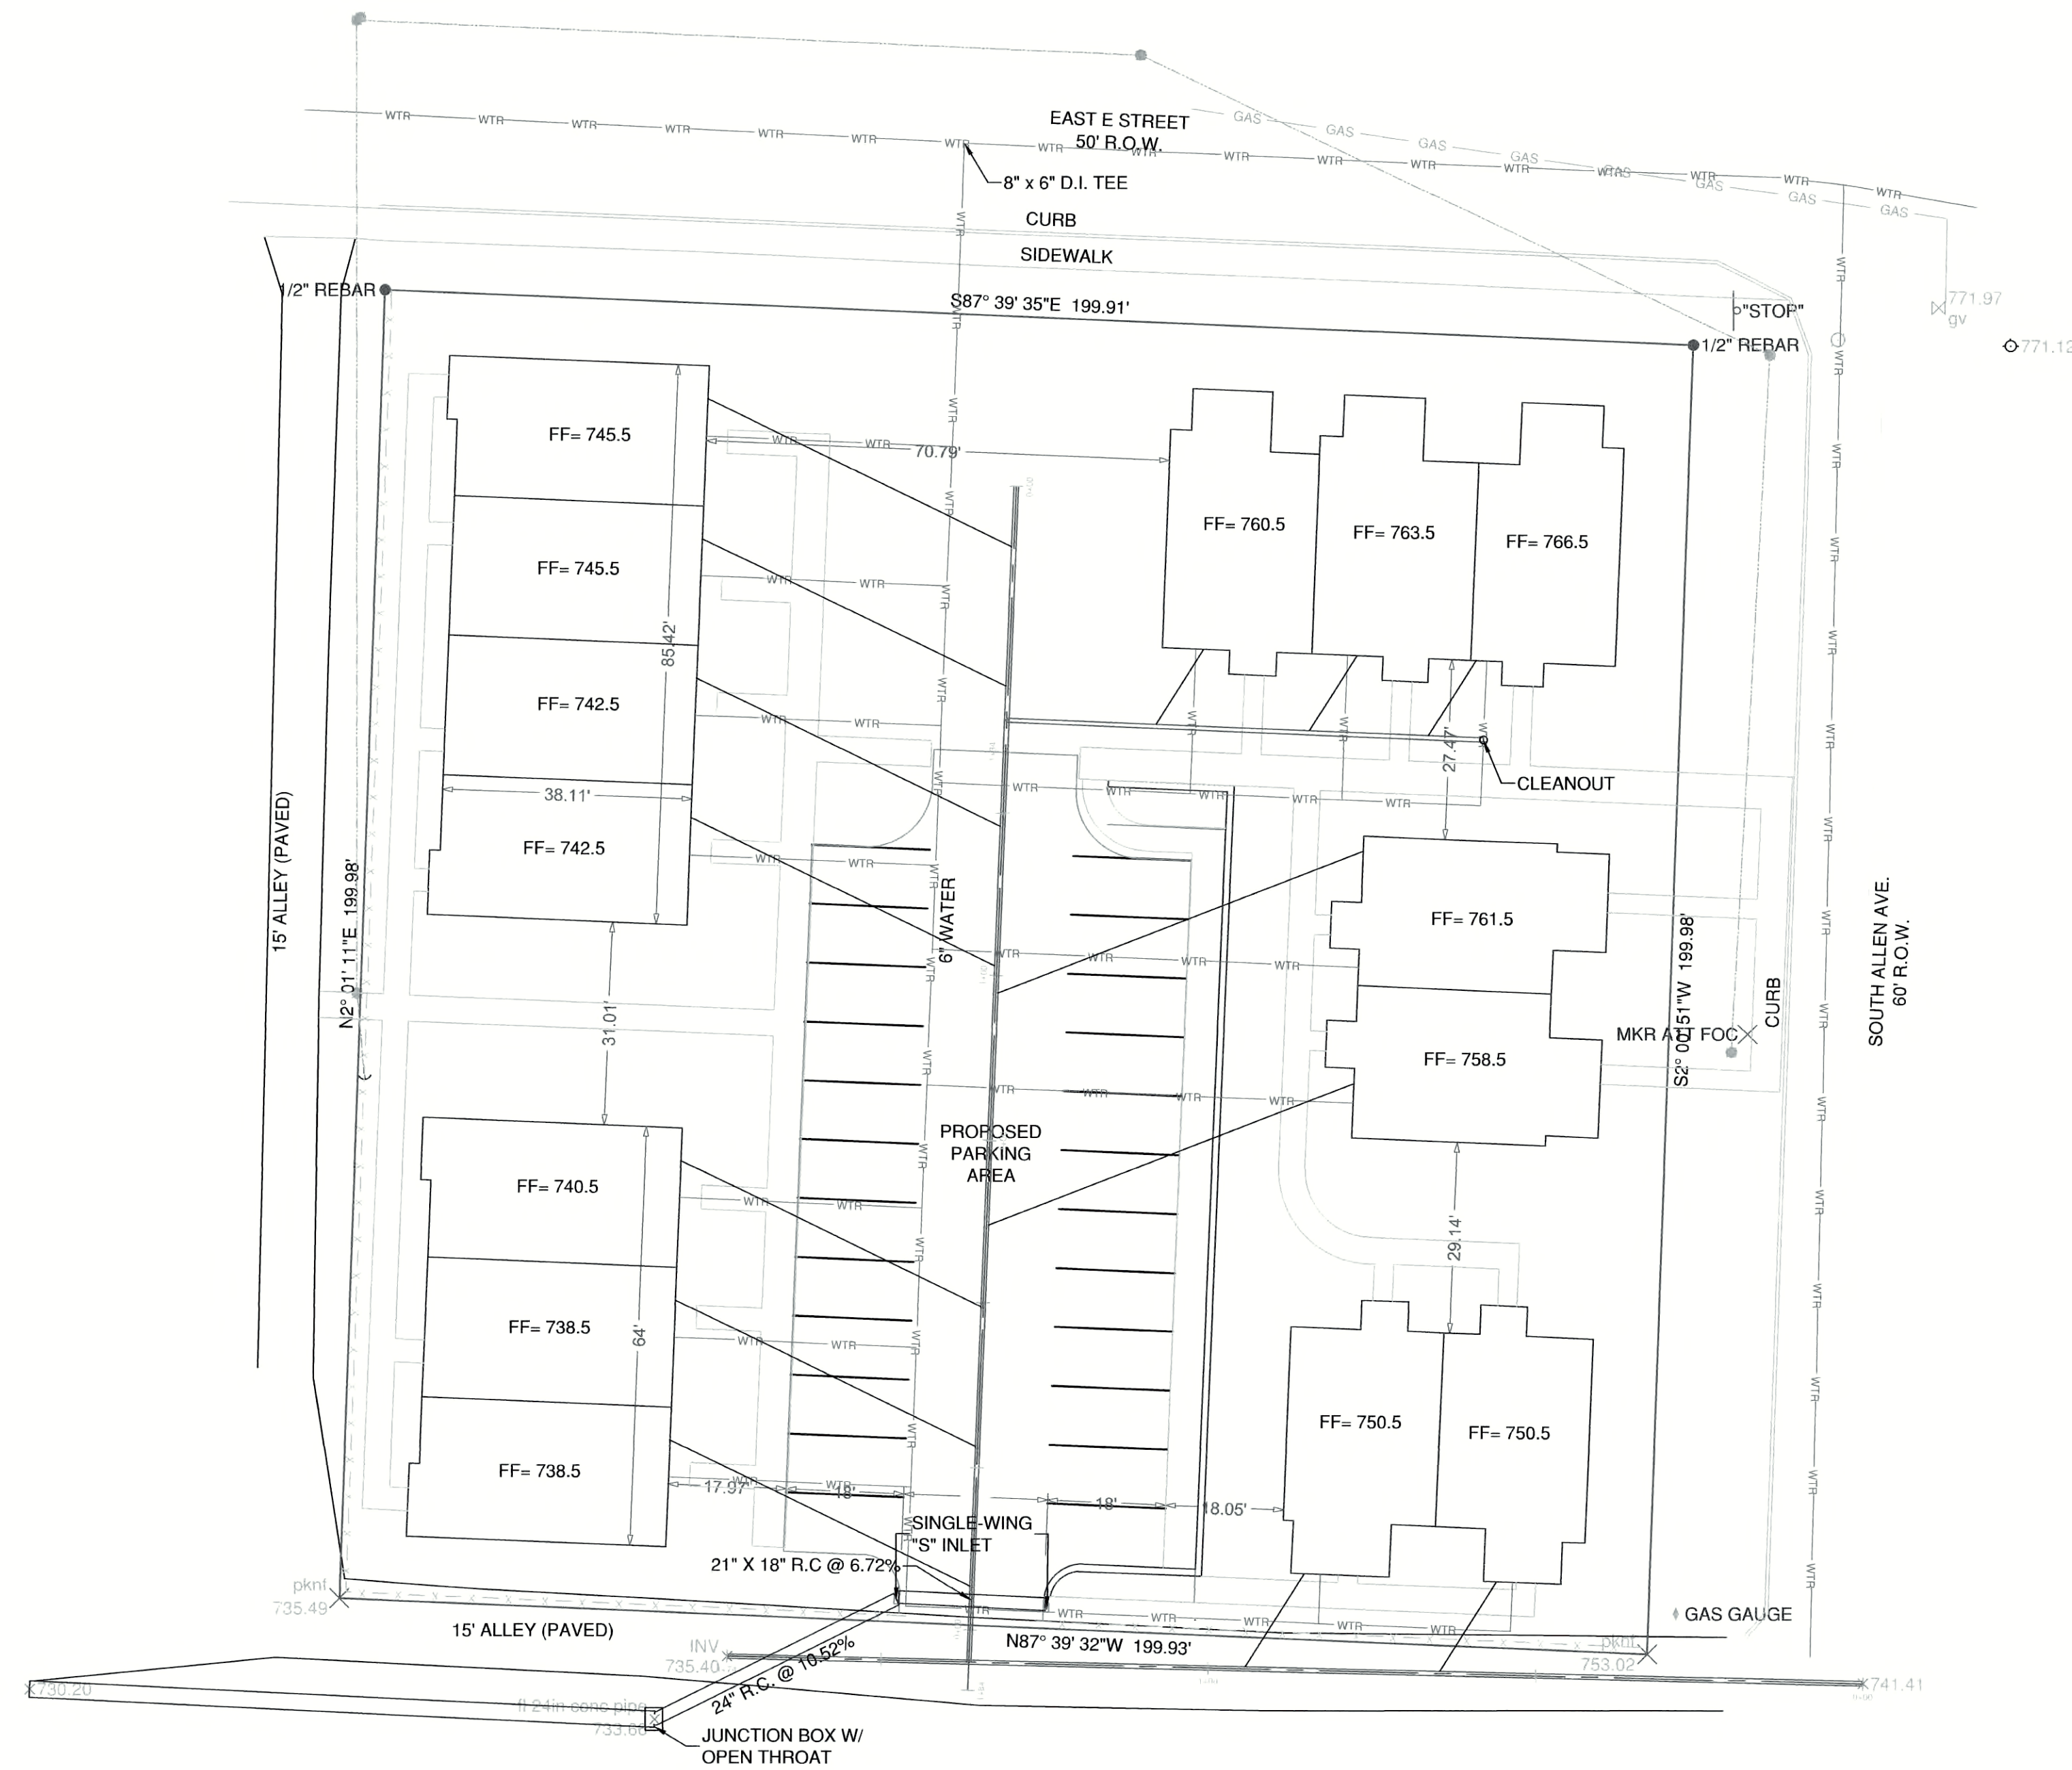 EAST E STREET
50' R.O.W.
8" x 6" D.I. TEE
CURB
SIDEWALK
1/2" REBAR
S87° 39' 35"E 199.91'
"STOP"
1/2" REBAR
771.97
gv
771.12
FF= 745.5
70.79'
FF= 760.5
FF= 763.5
FF= 766.5
FF= 745.5
85.42'
FF= 742.5
27.47'
CLEANOUT
38.11'
FF= 742.5
15' ALLEY (PAVED)
N2° 01' 11"E 199.98'
6" WATER
FF= 761.5
S2° 00' 51"W 199.98'
CURB
SOUTH ALLEN AVE.
60' R.O.W.
MKR ATT FOC
31.01'
FF= 758.5
PROPOSED
PARKING
AREA
FF= 740.5
29.14'
FF= 738.5
64'
FF= 750.5
FF= 750.5
FF= 738.5
17.97'
18'
18'
18.05'
SINGLE-WING
"S" INLET
21" X 18" R.C @ 6.72%
pknf
735.49
15' ALLEY (PAVED)
INV
735.40
N87° 39' 32"W 199.93'
GAS GAUGE
pknf
753.02
741.41
24" R.C. @ 10.52%
730.20
fl 24in conc pipe
JUNCTION BOX W/
OPEN THROAT
WTR
GAS